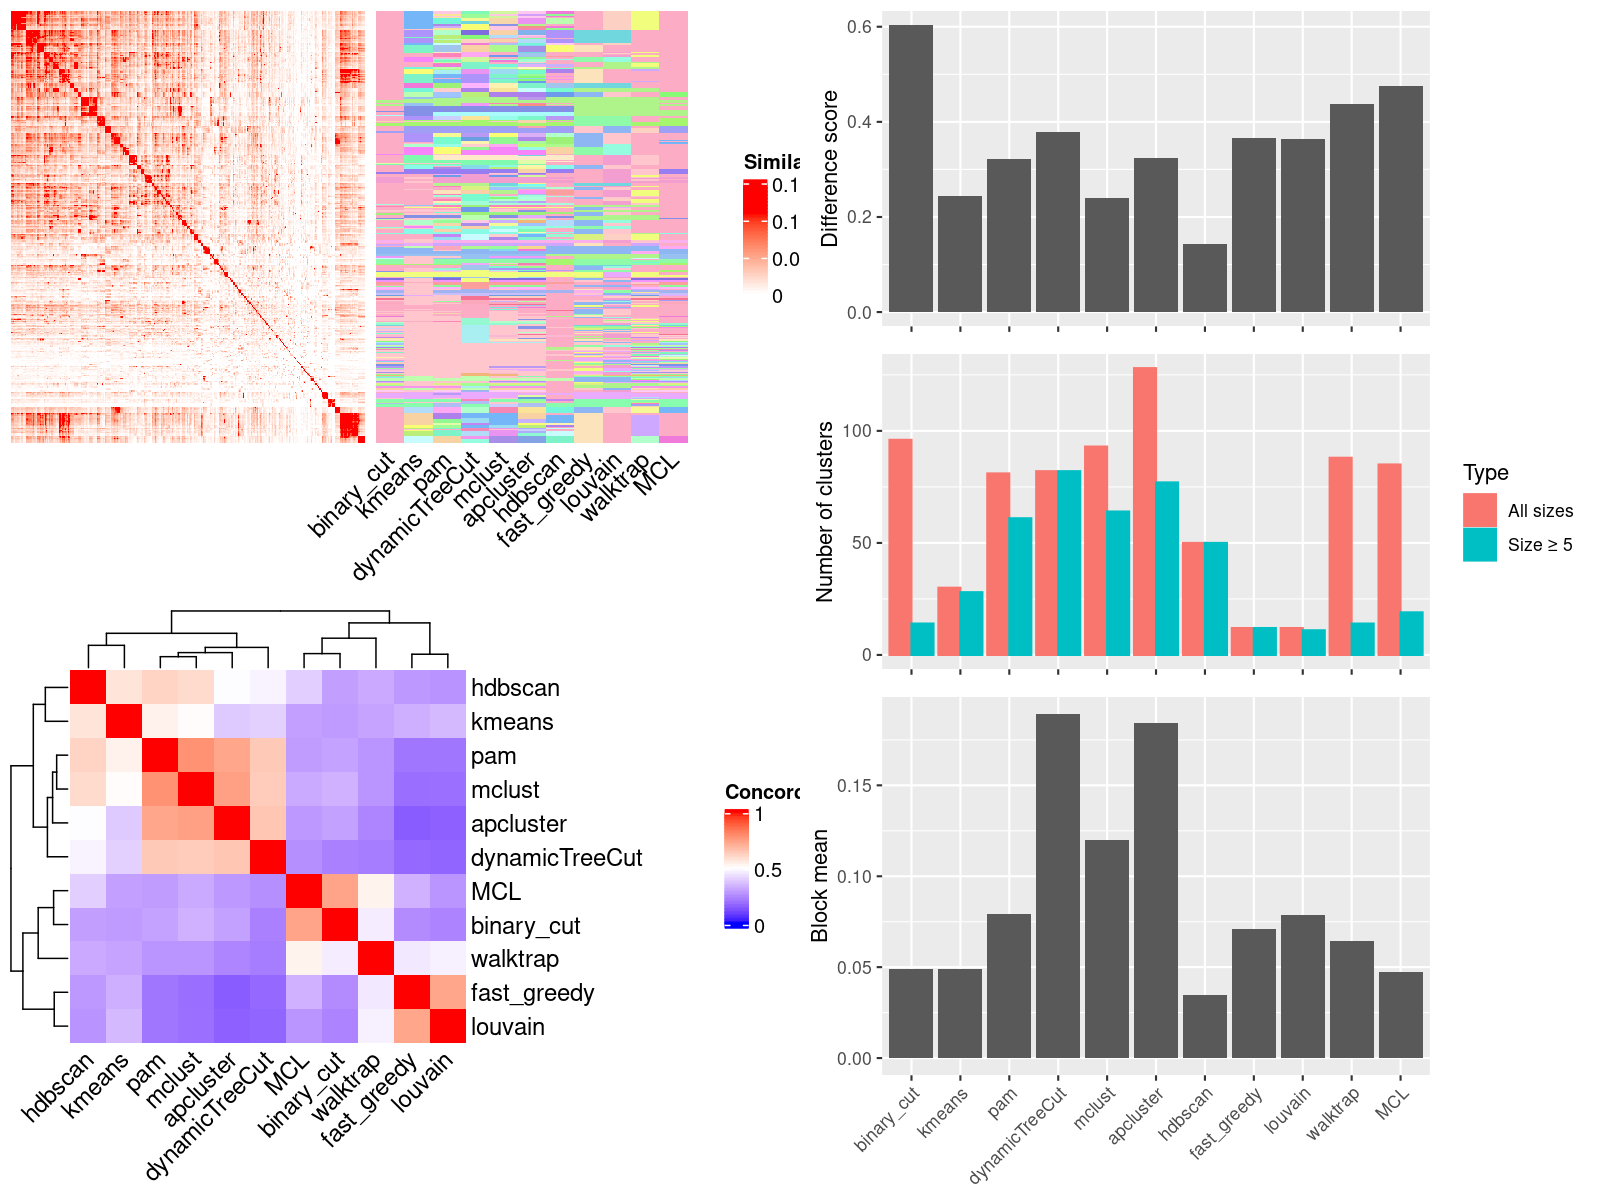 Simila
0.1
0.1
0.0
0
binary_cut
kmeans
pam
dynamicTreeCut
mclust
apcluster
hdbscan
fast_greedy
louvain
walktrap
MCL
hdbscan
kmeans
pam
mclust
apcluster
dynamicTreeCut
MCL
binary_cut
walktrap
fast_greedy
louvain
hdbscan
kmeans
pam
mclust
apcluster
dynamicTreeCut
MCL
binary_cut
walktrap
fast_greedy
louvain
Concord
1
0.5
0
Difference score
0.6
0.4
0.2
0.0
Number of clusters
100
50
0
Type
All sizes
Size ≥ 5
Block mean
0.15
0.10
0.05
0.00
binary_cut
kmeans
pam
dynamicTreeCut
mclust
apcluster
hdbscan
fast_greedy
louvain
walktrap
MCL